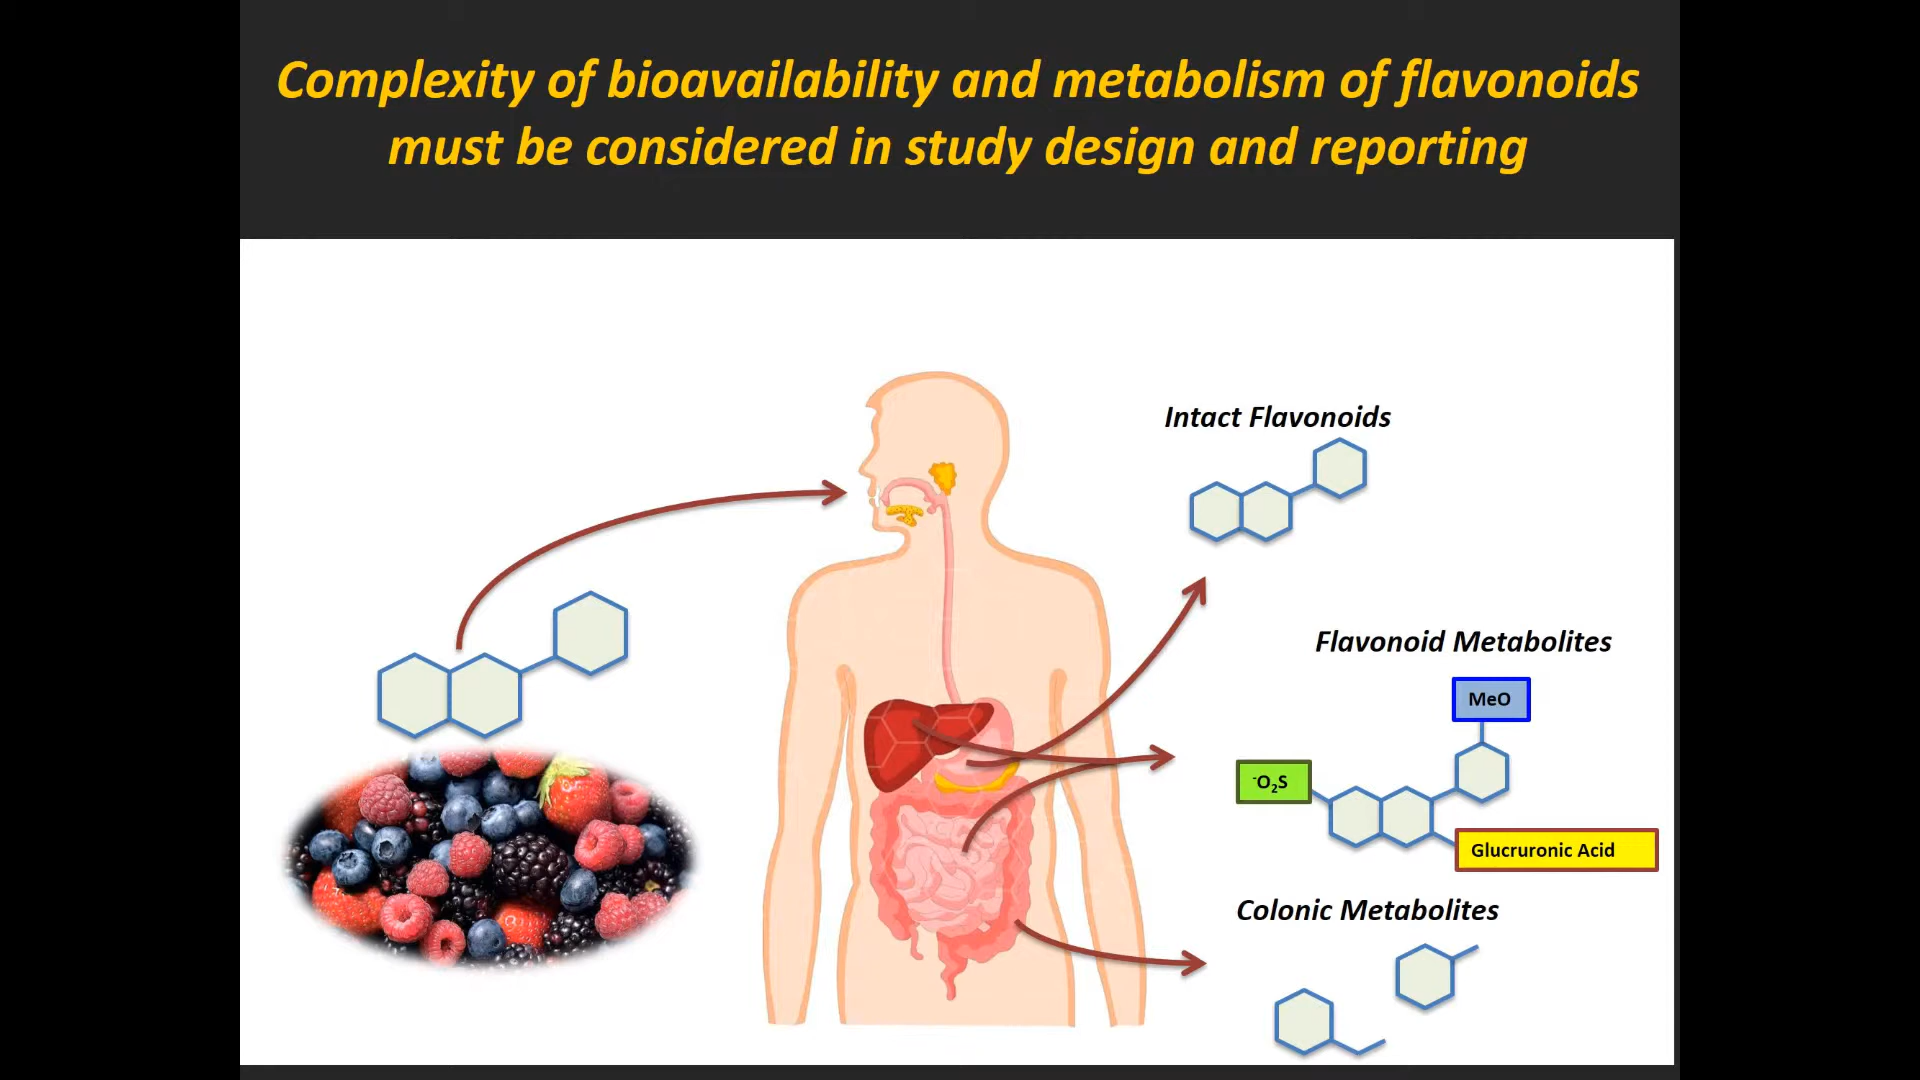 Complexity of bioavailability and metabolism of flavonoids
must be considered in study design and reporting
Intact Flavonoids
Flavonoid Metabolites
MeO
⁻O₂S
Glucruronic Acid
Colonic Metabolites